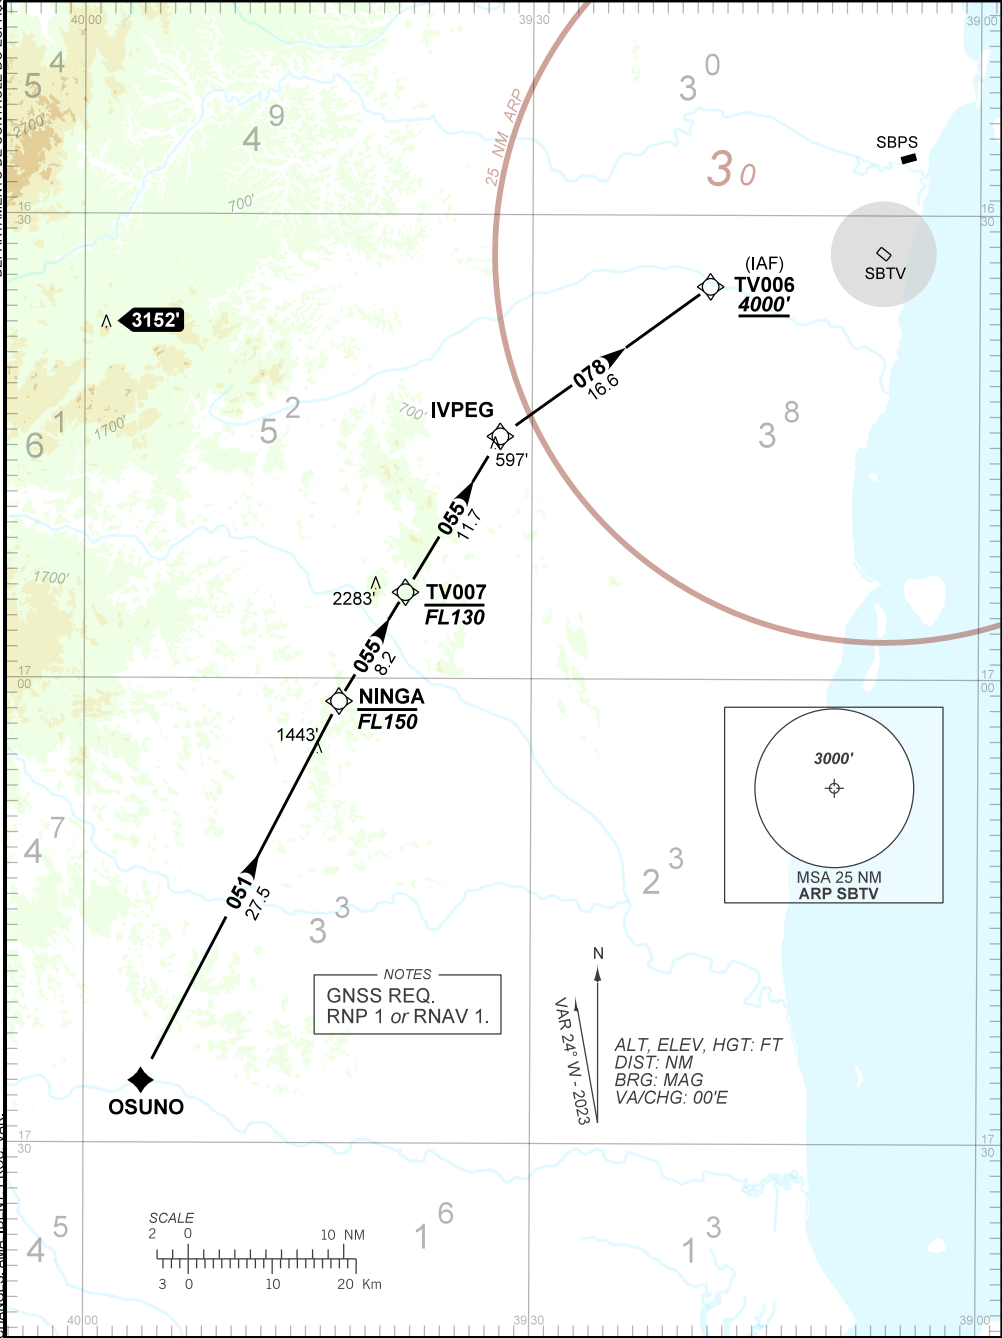 40 00
39 30
39 00
5 4
2700'
4 9
700'
25 NM ARP
3 0
3 0
SBPS
16 30
16 30
SBTV
(IAF)
TV006
4000'
3152'
078
16.6
IVPEG
700'
597'
6 1
1700'
5 2
3 8
055
11.7
1700'
2283'
TV007
FL130
055
8.2
17 00
17 00
NINGA
FL150
1443'
3000'
MSA 25 NM
ARP SBTV
4 7
051
27.5
3 3
2 3
NOTES
GNSS REQ.
RNP 1 or RNAV 1.
N
VAR 24° W - 2023
ALT, ELEV, HGT: FT
DIST: NM
BRG: MAG
VA/CHG: 00'E
OSUNO
17 30
17 30
4 5
1 6
1 3
SCALE
2 0 10 NM
3 0 10 20 Km
40 00
39 30
39 00